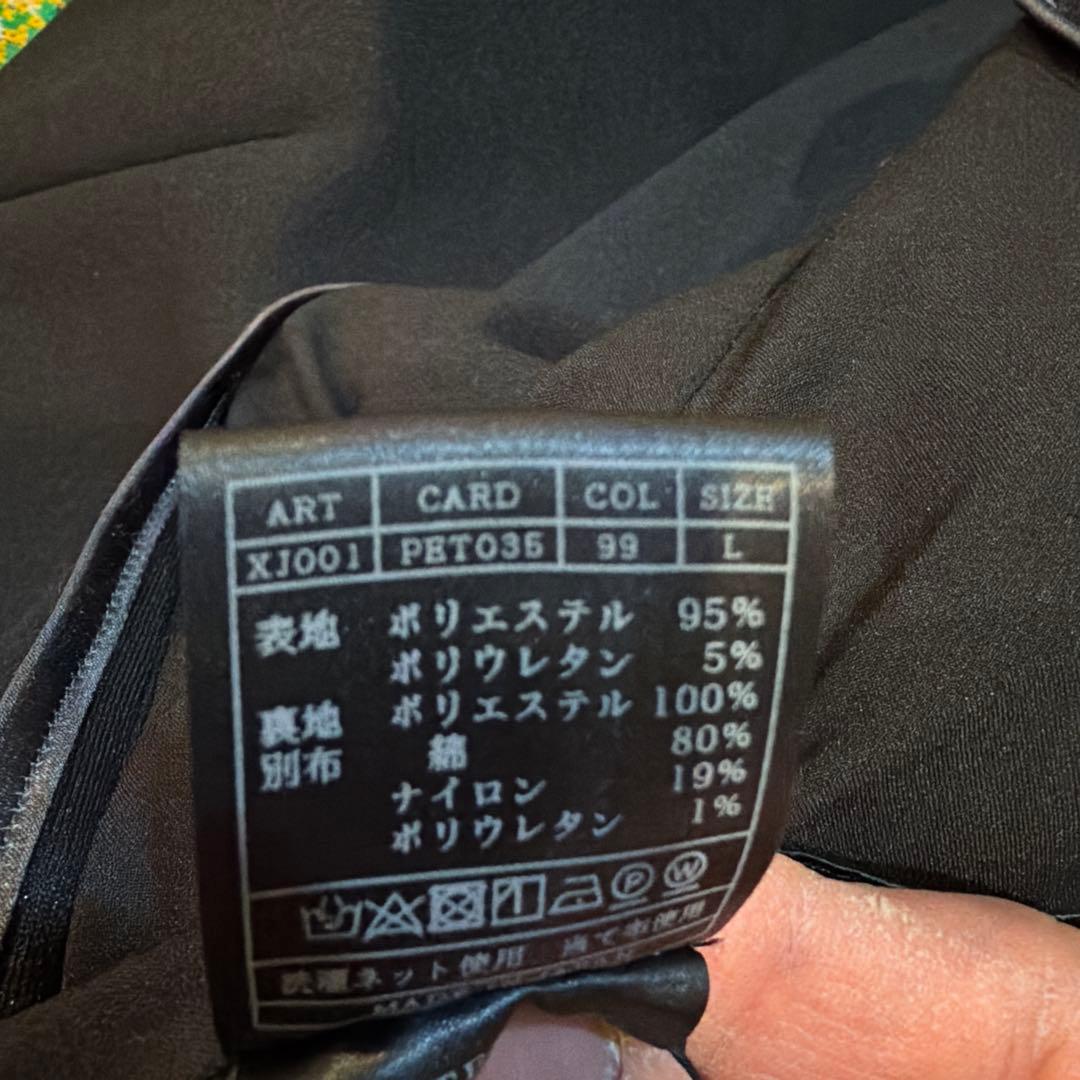 ART CARD COL SIZE
XJ001 PET035 99 L
表地 ポリエステル 95%
ポリウレタン 5%
裏地 ポリエステル 100%
別布 綿 80%
ナイロン 19%
ポリウレタン 1%
P W
洗濯ネット使用 当て布使用
MADE IN JAPAN